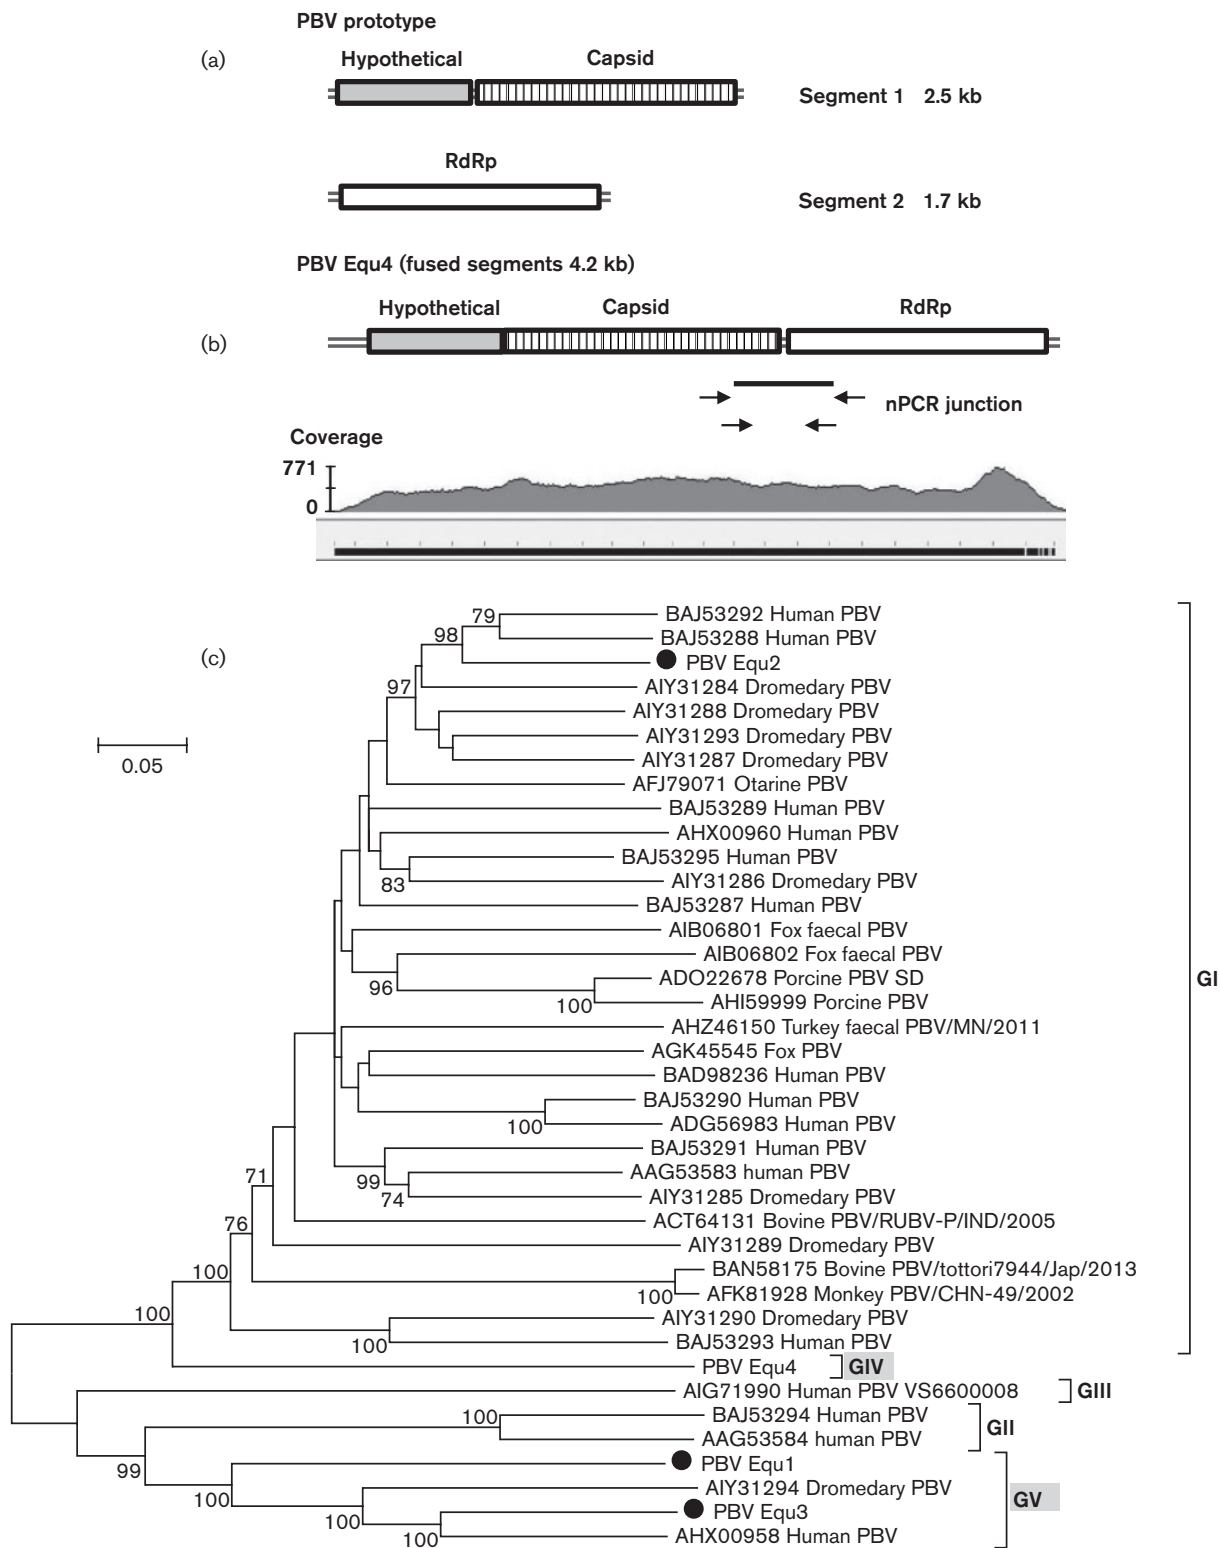 PBV prototype
(a)
Hypothetical Capsid
Segment 1 2.5 kb
RdRp
Segment 2 1.7 kb
PBV Equ4 (fused segments 4.2 kb)
Hypothetical Capsid RdRp
(b)
nPCR junction
Coverage
771
0
(c)
0.05
79 BAJ53292 Human PBV
98 BAJ53288 Human PBV
PBV Equ2
97 AIY31284 Dromedary PBV
AIY31288 Dromedary PBV
AIY31293 Dromedary PBV
AIY31287 Dromedary PBV
AFJ79071 Otarine PBV
BAJ53289 Human PBV
AHX00960 Human PBV
BAJ53295 Human PBV
83 AIY31286 Dromedary PBV
BAJ53287 Human PBV
AIB06801 Fox faecal PBV
AIB06802 Fox faecal PBV
96 ADO22678 Porcine PBV SD
GI
100 AHI59999 Porcine PBV
AHZ46150 Turkey faecal PBV/MN/2011
AGK45545 Fox PBV
BAD98236 Human PBV
BAJ53290 Human PBV
100 ADG56983 Human PBV
BAJ53291 Human PBV
71 99 AAG53583 human PBV
74 AIY31285 Dromedary PBV
76 ACT64131 Bovine PBV/RUBV-P/IND/2005
AIY31289 Dromedary PBV
100 BAN58175 Bovine PBV/tottori7944/Jap/2013
100 AFK81928 Monkey PBV/CHN-49/2002
100 AIY31290 Dromedary PBV
100 BAJ53293 Human PBV
PBV Equ4 GIV
AIG71990 Human PBV VS6600008 GIII
100 BAJ53294 Human PBV
GII
AAG53584 human PBV
99 PBV Equ1
100 AIY31294 Dromedary PBV
GV
100 PBV Equ3
100 AHX00958 Human PBV